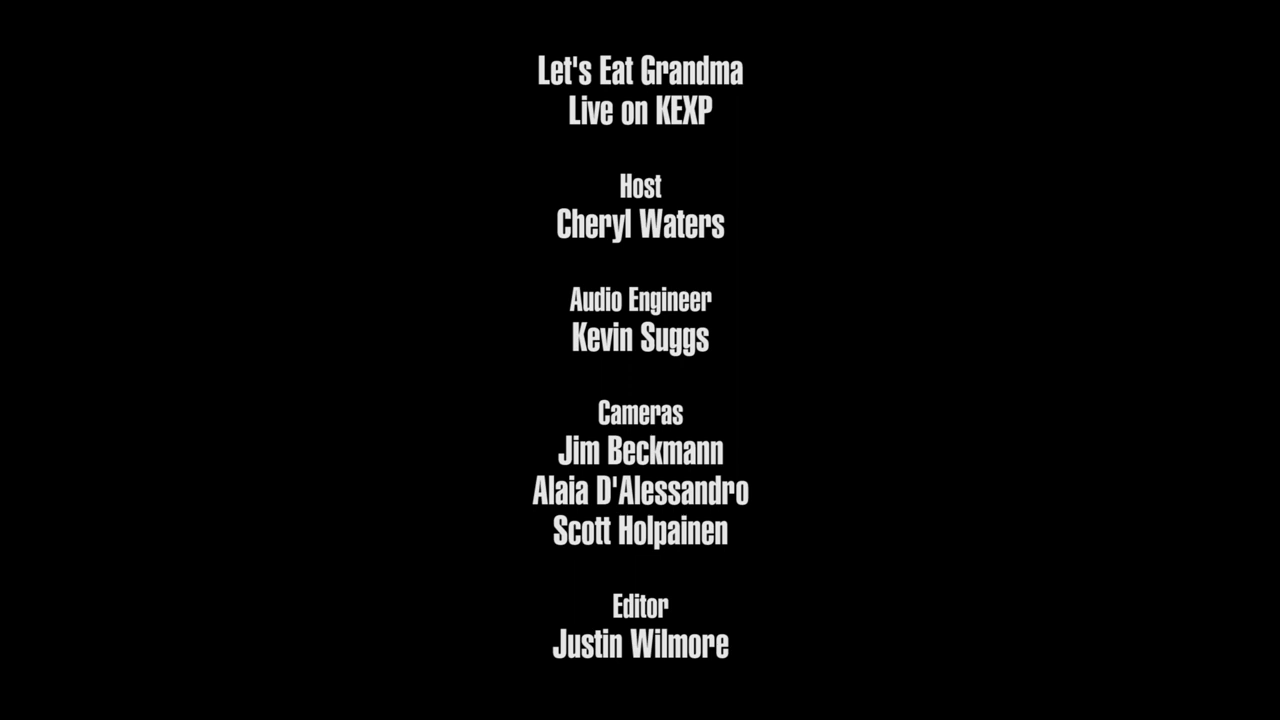 Let's Eat Grandma
Live on KEXP
Host
Cheryl Waters
Audio Engineer
Kevin Suggs
Cameras
Jim Beckmann
Alaia D'Alessandro
Scott Holpainen
Editor
Justin Wilmore